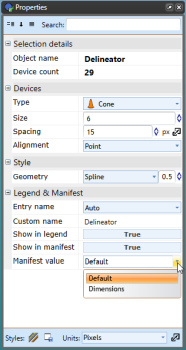 Properties
Search:
Selection details
Object name Delineator
Device count 29
Devices
Type Cone
Size 6
Spacing 15 px
Alignment Point
Style
Geometry Spline 0.5
Legend & Manifest
Entry name Auto
Custom name Delineator
Show in legend True
Show in manifest True
Manifest value Default
Default
Dimensions
Styles: Units: Pixels